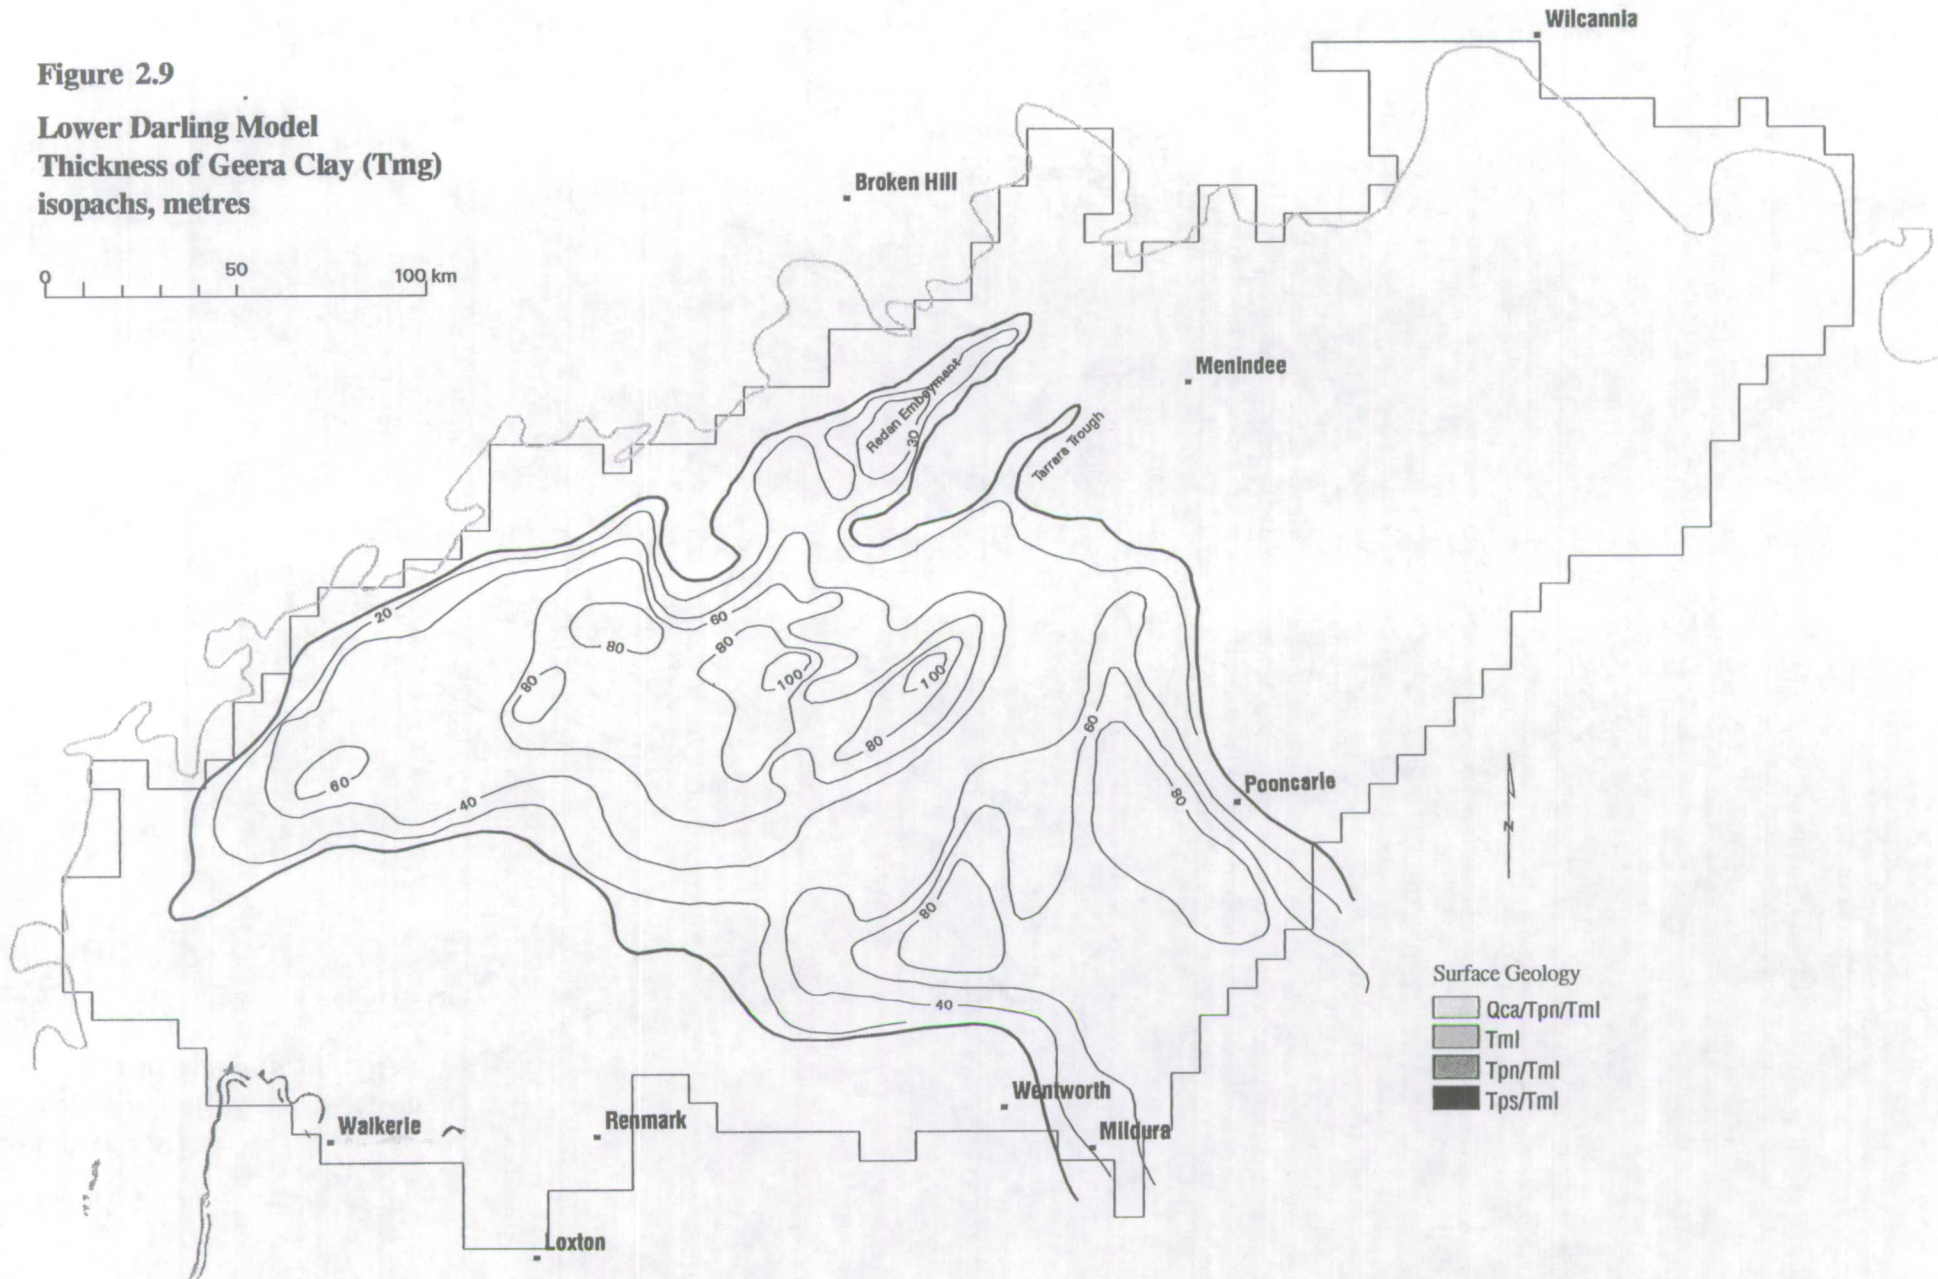 Figure 2.9
Lower Darling Model
Thickness of Geera Clay (Tmg)
isopachs, metres
0 50 100 km
Wilcannia
Broken Hill
Menindee
Redan Embayment
30
Tarrara Trough
20
60
80
80
80
100
100
80
60
80
60
40
80
40
Pooncarie
N
Surface Geology
Qca/Tpn/Tml
Tml
Tpn/Tml
Tps/Tml
Wentworth
Mildura
Renmark
Waikerie
Loxton